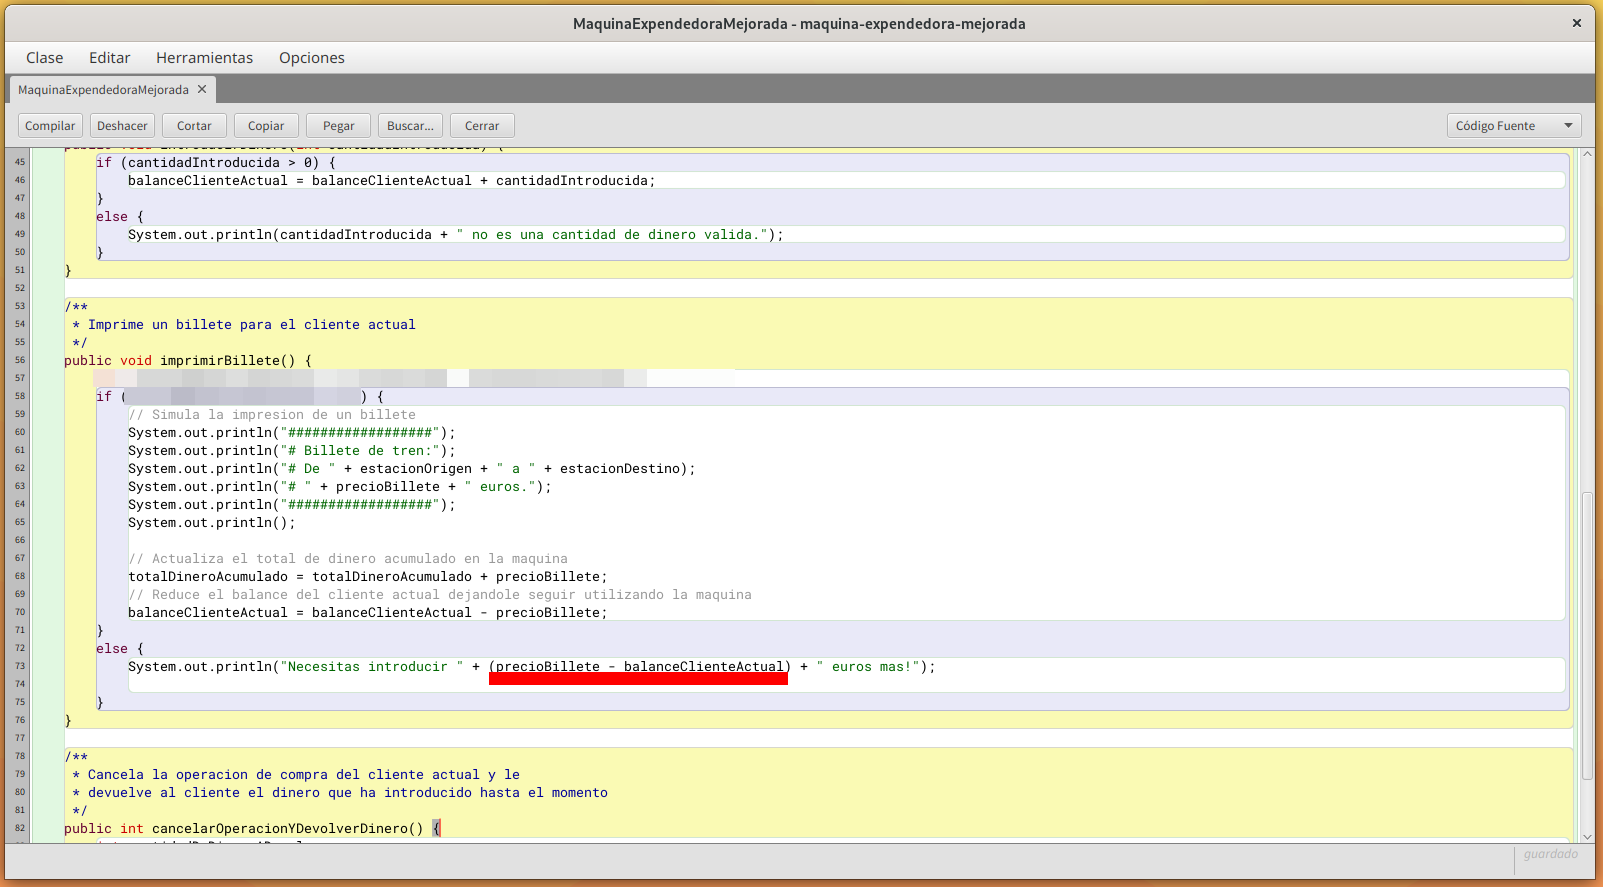 MaquinaExpendedoraMejorada - maquina-expendedora-mejorada
Clase Editar Herramientas Opciones
MaquinaExpendedoraMejorada
Compilar Deshacer Cortar Copiar Pegar Buscar... Cerrar Código Fuente
45 if (cantidadIntroducida > 0) {
46 balanceClienteActual = balanceClienteActual + cantidadIntroducida;
47 }
48 else {
49 System.out.println(cantidadIntroducida + " no es una cantidad de dinero valida.");
50 }
51 }
52
53 /**
54 * Imprime un billete para el cliente actual
55 */
56 public void imprimirBillete() {
57
58 if ( ) {
59 // Simula la impresion de un billete
60 System.out.println("##################");
61 System.out.println("# Billete de tren:");
62 System.out.println("# De " + estacionOrigen + " a " + estacionDestino);
63 System.out.println("# " + precioBillete + " euros.");
64 System.out.println("##################");
65 System.out.println();
66
67 // Actualiza el total de dinero acumulado en la maquina
68 totalDineroAcumulado = totalDineroAcumulado + precioBillete;
69 // Reduce el balance del cliente actual dejandole seguir utilizando la maquina
70 balanceClienteActual = balanceClienteActual - precioBillete;
71 }
72 else {
73 System.out.println("Necesitas introducir " + (precioBillete - balanceClienteActual) + " euros mas!");
74
75 }
76 }
77
78 /**
79 * Cancela la operacion de compra del cliente actual y le
80 * devuelve al cliente el dinero que ha introducido hasta el momento
81 */
82 public int cancelarOperacionYDevolverDinero() {
guardado